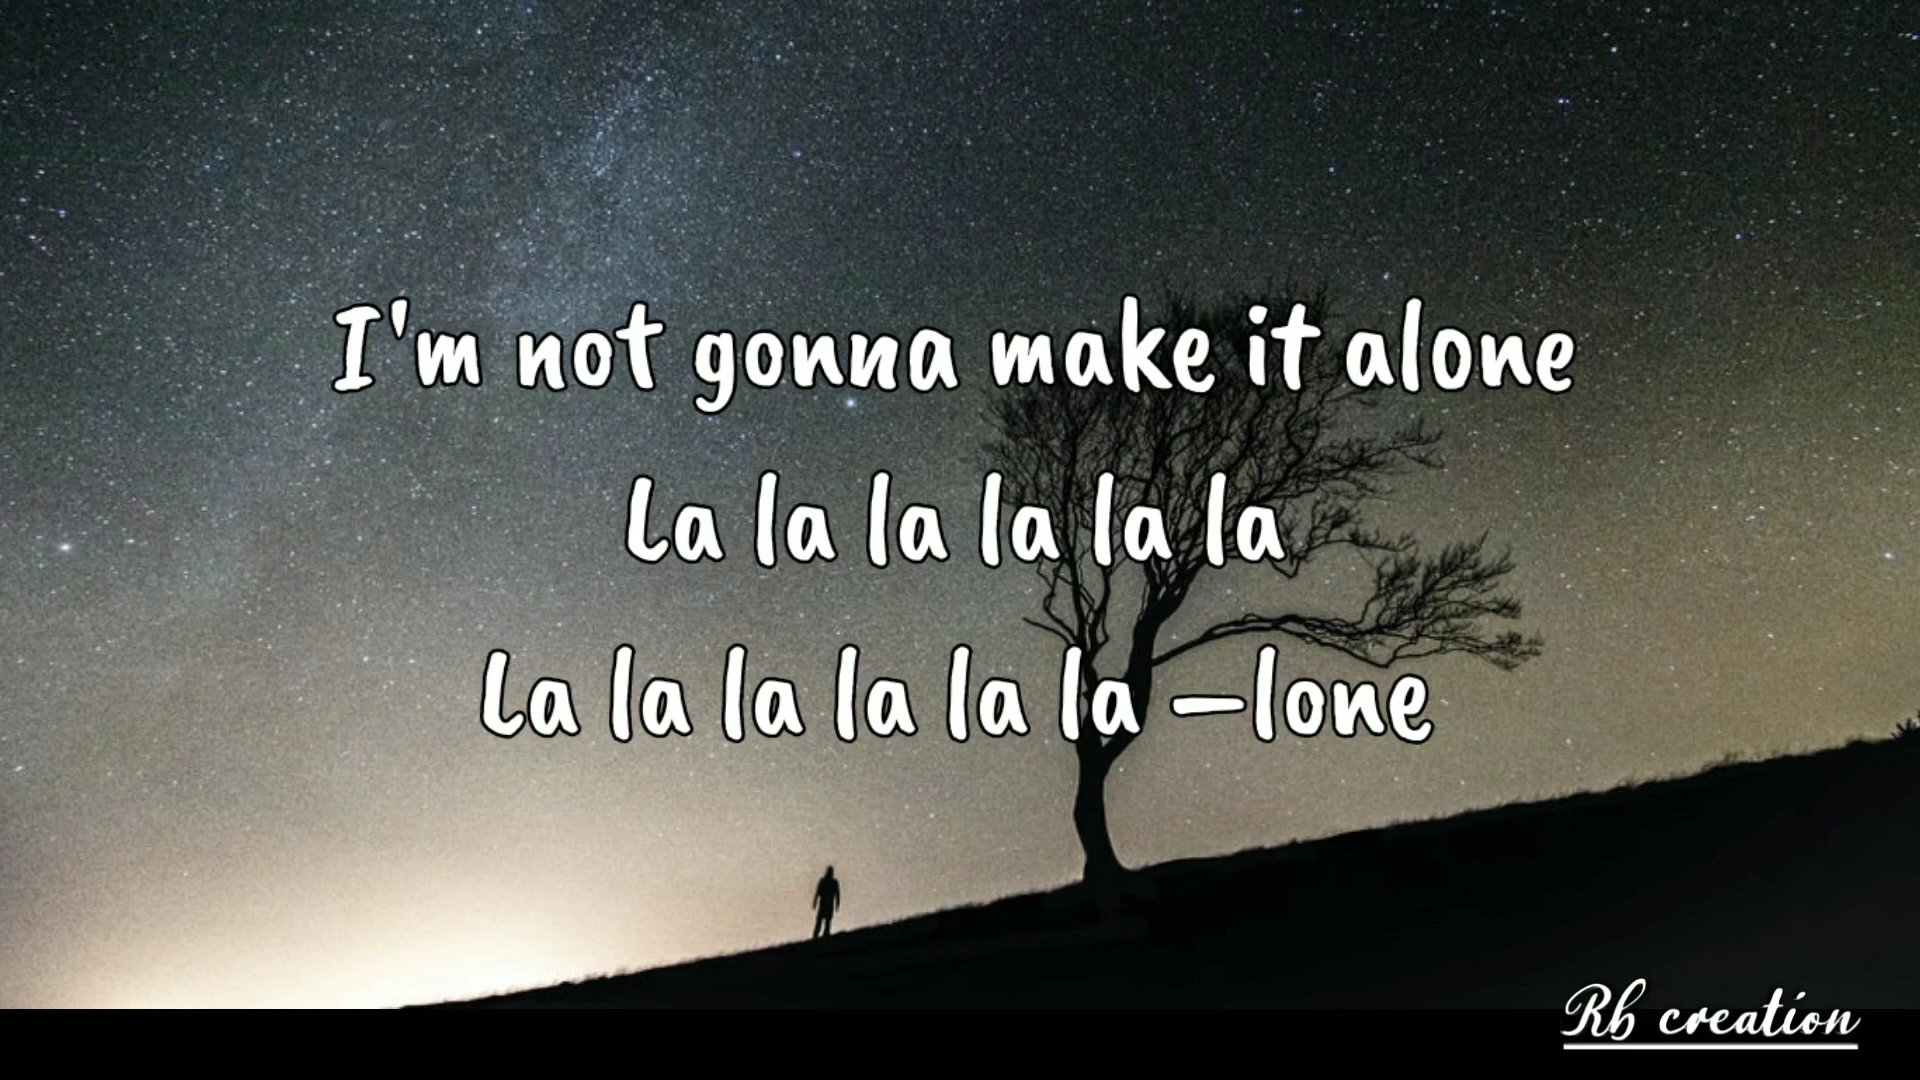 I'm not gonna make it alone
La la la la la la
La la la la la la –lone
Rb creation